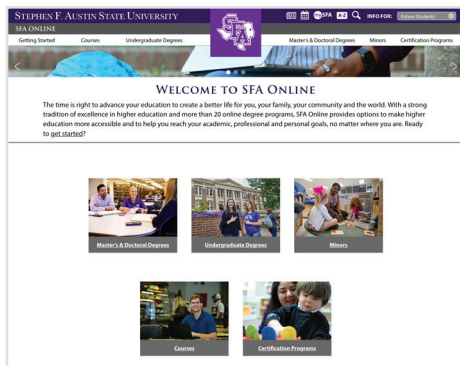 STEPHEN F. AUSTIN STATE UNIVERSITY
mySFA A-Z INFO FOR: Future Students
SFA ONLINE
Getting Started Courses Undergraduate Degrees Master's & Doctoral Degrees Minors Certification Programs
WELCOME TO SFA ONLINE
The time is right to advance your education to create a better life for you, your family, your community and the world. With a strong
tradition of excellence in higher education and more than 20 online degree programs, SFA Online provides options to make higher
education more accessible and to help you reach your academic, professional and personal goals, no matter where you are. Ready
to get started?
Master's & Doctoral Degrees
Undergraduate Degrees
Minors
Courses
Certification Programs